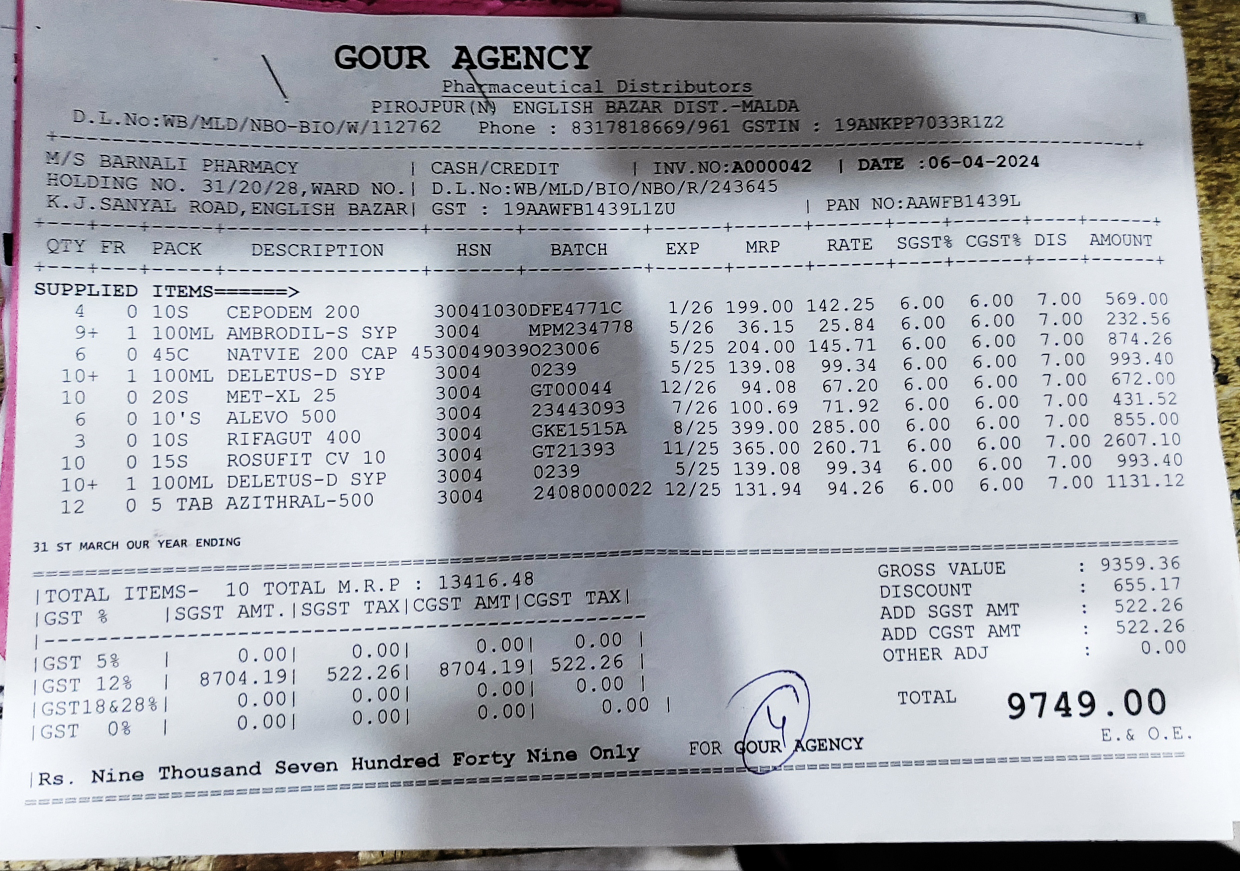 GOUR AGENCY
Pharmaceutical Distributors
PIROJPUR(N) ENGLISH BAZAR DIST.-MALDA
D.L.No:WB/MLD/NBO-BIO/W/112762 Phone : 8317818669/961 GSTIN : 19ANKPP7033R1Z2
M/S BARNALI PHARMACY | CASH/CREDIT | INV.NO:A000042 | DATE :06-04-2024
HOLDING NO. 31/20/28,WARD NO.| D.L.No:WB/MLD/BIO/NBO/R/243645
K.J.SANYAL ROAD,ENGLISH BAZAR| GST : 19AAWFB1439L1ZU | PAN NO:AAWFB1439L
QTY FR PACK DESCRIPTION HSN BATCH EXP MRP RATE SGST% CGST% DIS AMOUNT
SUPPLIED ITEMS======>
4 0 10S CEPODEM 200 30041030DFE4771C 1/26 199.00 142.25 6.00 6.00 7.00 569.00
9+ 1 100ML AMBRODIL-S SYP 3004 MPM234778 5/26 36.15 25.84 6.00 6.00 7.00 232.56
6 0 45C NATVIE 200 CAP 4530049039023006 5/25 204.00 145.71 6.00 6.00 7.00 874.26
10+ 1 100ML DELETUS-D SYP 3004 0239 5/25 139.08 99.34 6.00 6.00 7.00 993.40
10 0 20S MET-XL 25 3004 GT00044 12/26 94.08 67.20 6.00 6.00 7.00 672.00
6 0 10'S ALEVO 500 3004 23443093 7/26 100.69 71.92 6.00 6.00 7.00 431.52
3 0 10S RIFAGUT 400 3004 GKE1515A 8/25 399.00 285.00 6.00 6.00 7.00 855.00
10 0 15S ROSUFIT CV 10 3004 GT21393 11/25 365.00 260.71 6.00 6.00 7.00 2607.10
10+ 1 100ML DELETUS-D SYP 3004 0239 5/25 139.08 99.34 6.00 6.00 7.00 993.40
12 0 5 TAB AZITHRAL-500 3004 2408000022 12/25 131.94 94.26 6.00 6.00 7.00 1131.12
31 ST MARCH OUR YEAR ENDING
|TOTAL ITEMS- 10 TOTAL M.R.P : 13416.48
|GST % |SGST AMT.|SGST TAX|CGST AMT|CGST TAX|
|GST 5% | 0.00| 0.00| 0.00| 0.00 |
|GST 12% | 8704.19| 522.26| 8704.19| 522.26 |
|GST18&28%| 0.00| 0.00| 0.00| 0.00 |
|GST 0% | 0.00| 0.00| 0.00| 0.00 |
GROSS VALUE : 9359.36
DISCOUNT : 655.17
ADD SGST AMT : 522.26
ADD CGST AMT : 522.26
OTHER ADJ : 0.00
TOTAL 9749.00
E.& O.E.
4
|Rs. Nine Thousand Seven Hundred Forty Nine Only FOR GOUR AGENCY